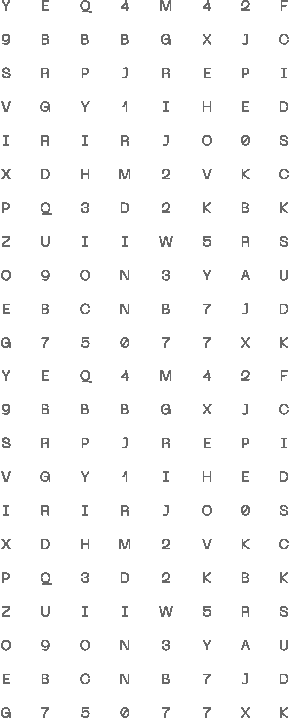 Y E Q 4 M 4 2 F
9 B B B G X J C
S R P J R E P I
V G Y 1 I H E D
I R I R J O 0 S
X D H M 2 V K C
P Q 3 D 2 K B K
Z U I I W 5 R S
O 9 O N 3 Y A U
E B C N B 7 J D
G 7 5 0 7 7 X K
Y E Q 4 M 4 2 F
9 B B B G X J C
S R P J R E P I
V G Y 1 I H E D
I R I R J O 0 S
X D H M 2 V K C
P Q 3 D 2 K B K
Z U I I W 5 R S
O 9 O N 3 Y A U
E B C N B 7 J D
G 7 5 0 7 7 X K